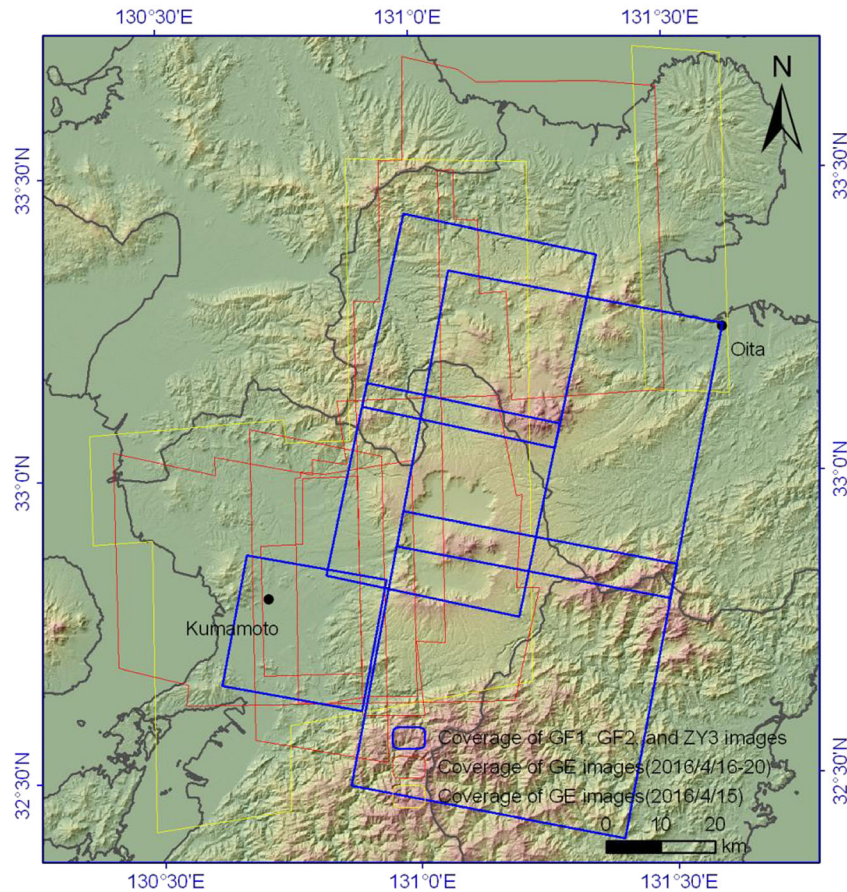 130°30'E 131°0'E 131°30'E
N
33°30'N 33°30'N
Oita
33°0'N 33°0'N
Kumamoto
Coverage of GF1, GF2, and ZY3 images
Coverage of GE images(2016/4/16-20)
32°30'N 32°30'N
Coverage of GE images(2016/4/15)
0 10 20
km
130°30'E 131°0'E 131°30'E